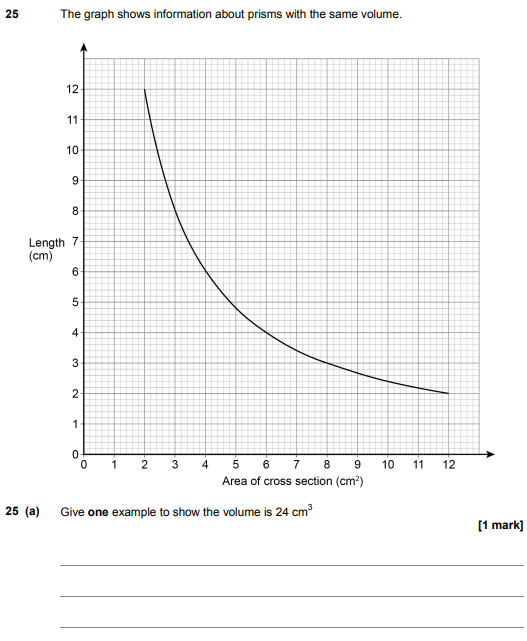 25 The graph shows information about prisms with the same volume.
12
11
10
9
8
Length 7
(cm)
6
5
4
3
2
1
0
0 1 2 3 4 5 6 7 8 9 10 11 12
Area of cross section (cm²)
25 (a) Give one example to show the volume is 24 cm³
[1 mark]